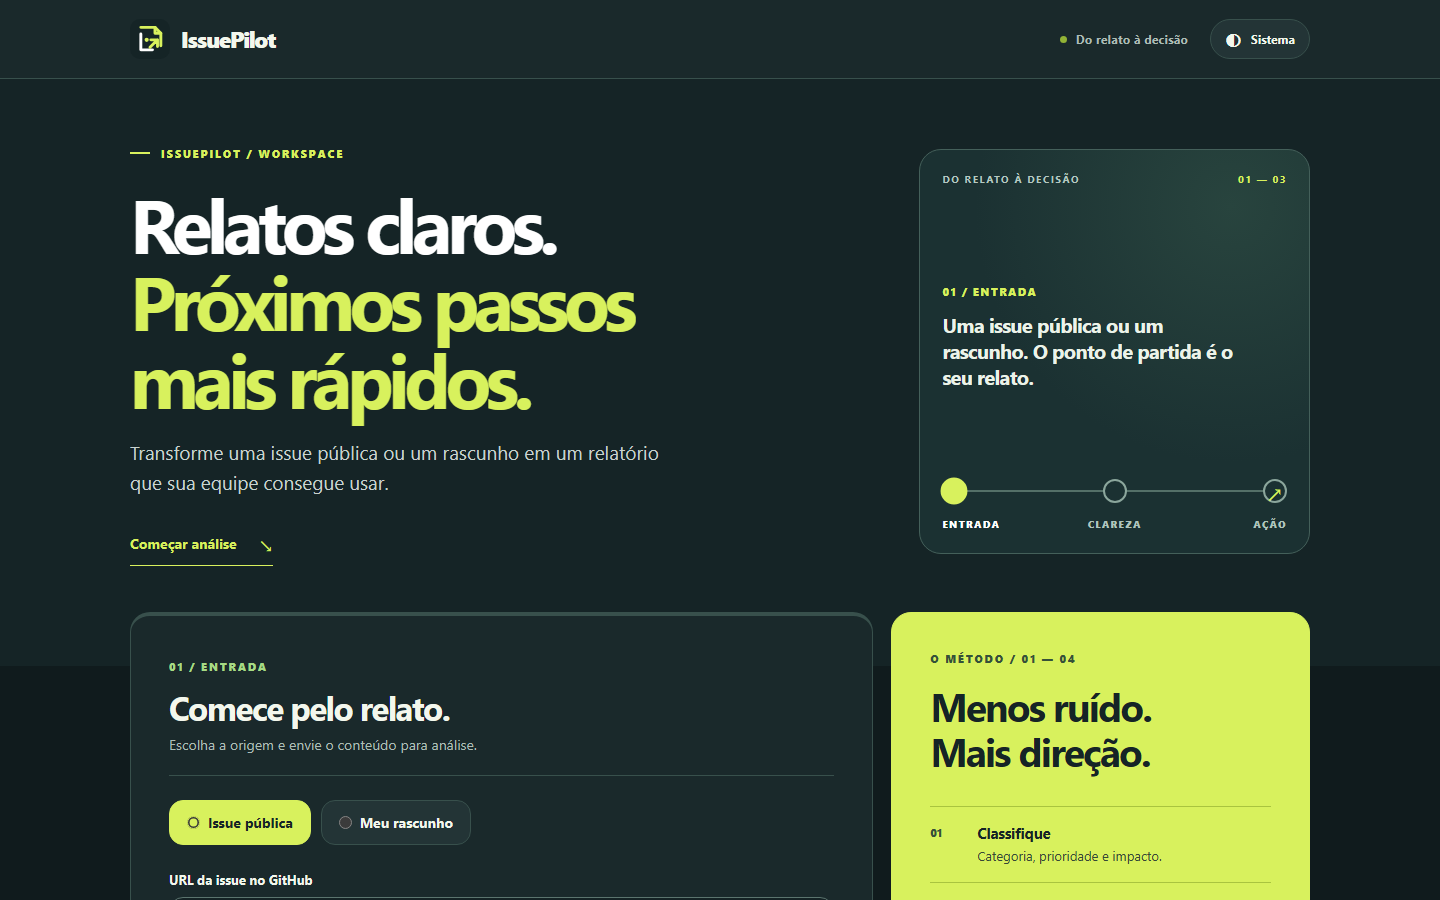 IssuePilot
Do relato à decisão
Sistema
ISSUEPILOT / WORKSPACE
Relatos claros.
Próximos passos
mais rápidos.
Transforme uma issue pública ou um rascunho em um relatório
que sua equipe consegue usar.
Começar análise ↘
DO RELATO À DECISÃO
01 — 03
01 / ENTRADA
Uma issue pública ou um
rascunho. O ponto de partida é o
seu relato.
ENTRADA
CLAREZA
AÇÃO
01 / ENTRADA
Comece pelo relato.
Escolha a origem e envie o conteúdo para análise.
Issue pública
Meu rascunho
URL da issue no GitHub
O MÉTODO / 01 — 04
Menos ruído.
Mais direção.
01
Classifique
Categoria, prioridade e impacto.